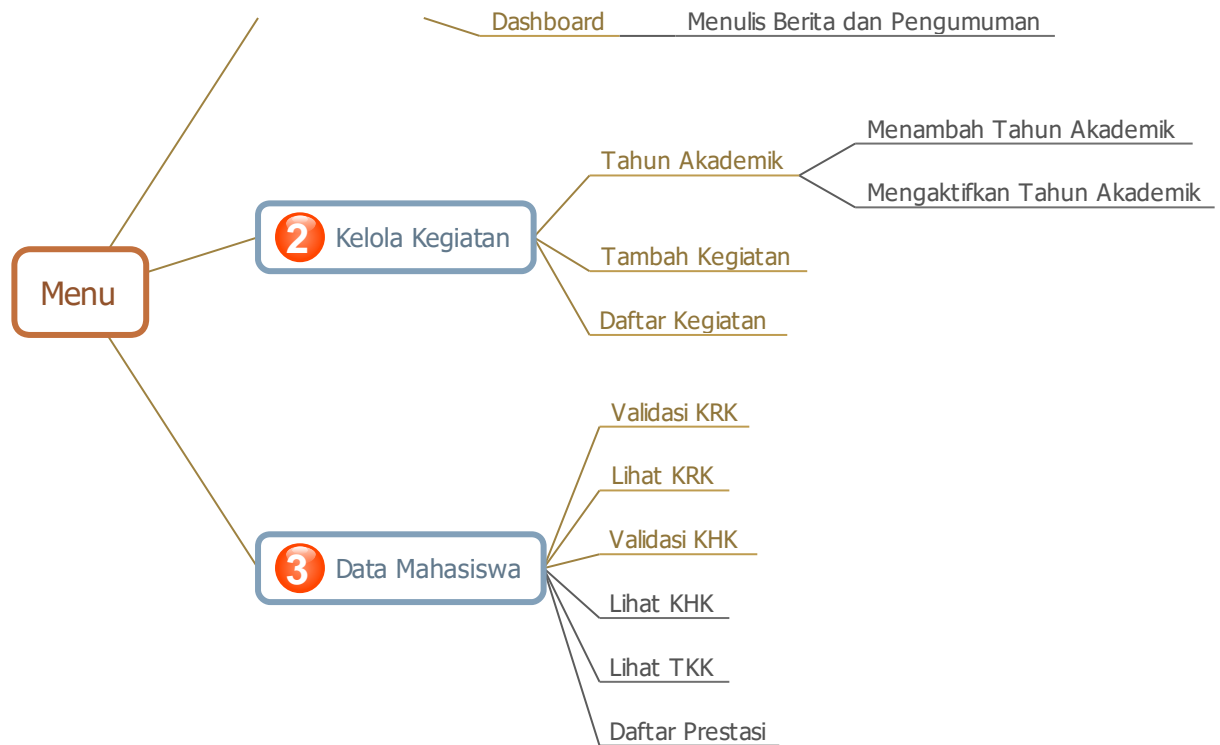 Dashboard
Menulis Berita dan Pengumuman
Menambah Tahun Akademik
Tahun Akademik
Mengaktifkan Tahun Akademik
2 Kelola Kegiatan
Tambah Kegiatan
Menu
Daftar Kegiatan
Validasi KRK
Lihat KRK
Validasi KHK
3 Data Mahasiswa
Lihat KHK
Lihat TKK
Daftar Prestasi